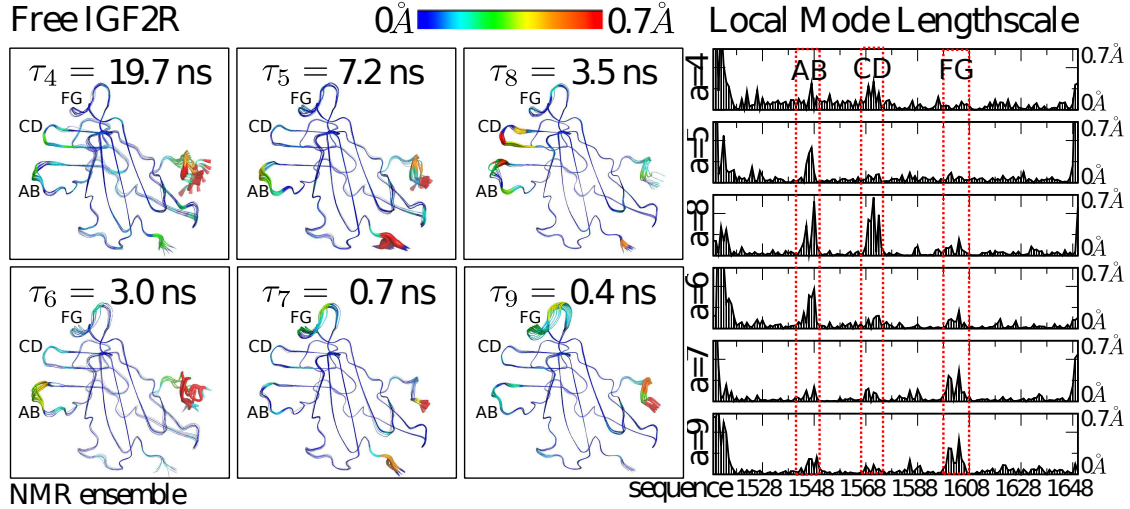 Free IGF2R
0Å
0.7Å
Local Mode Lengthscale
τ4 = 19.7 ns
FG
CD
AB
τ5 = 7.2 ns
FG
CD
AB
τ8 = 3.5 ns
FG
CD
AB
τ6 = 3.0 ns
FG
CD
AB
τ7 = 0.7 ns
FG
CD
AB
τ9 = 0.4 ns
FG
CD
AB
NMR ensemble
AB
CD
FG
a=4
0.7Å
0Å
a=5
0.7Å
0Å
a=8
0.7Å
0Å
a=6
0.7Å
0Å
a=7
0.7Å
0Å
a=9
0.7Å
0Å
sequence 1528 1548 1568 1588 1608 1628 1648